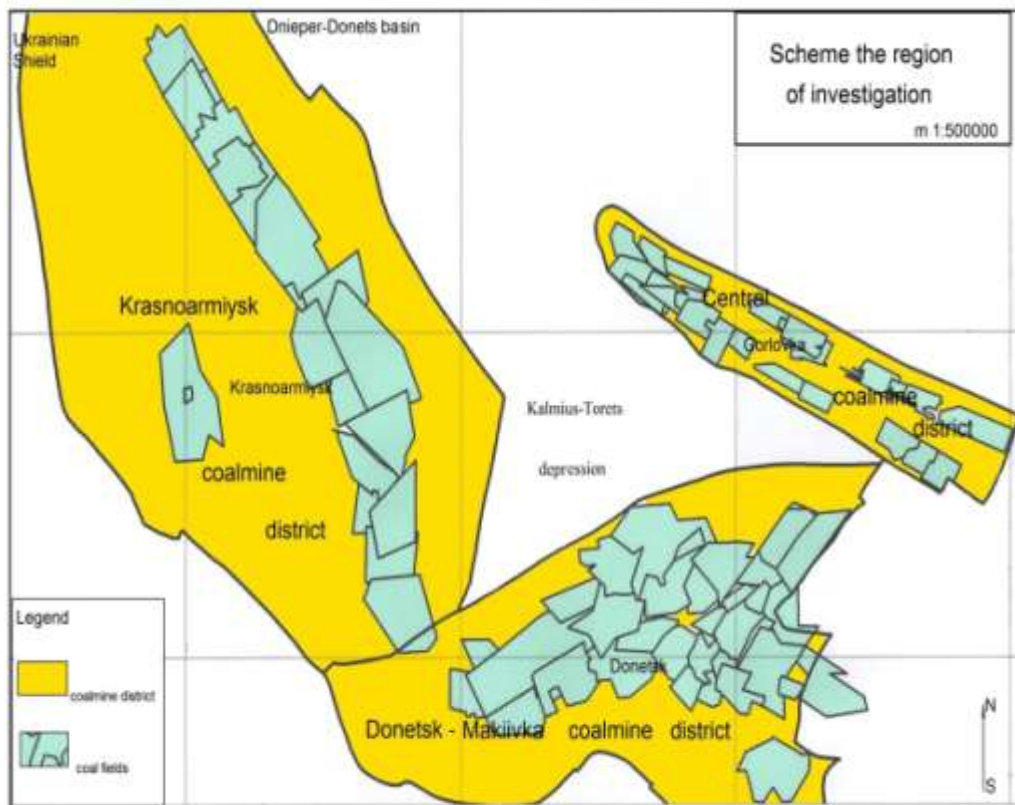 Ukrainian
Shield
Dnieper-Donets basin
Scheme the region
of investigation
m 1:500000
Krasnoarmiysk
Krasnoarmiysk
coalmine
district
Central
Gorlovka
coalmine
district
Kalmius-Torets
depression
Donetsk
Donetsk - Makiivka coalmine district
Legend
coalmine district
coal fields
N
S